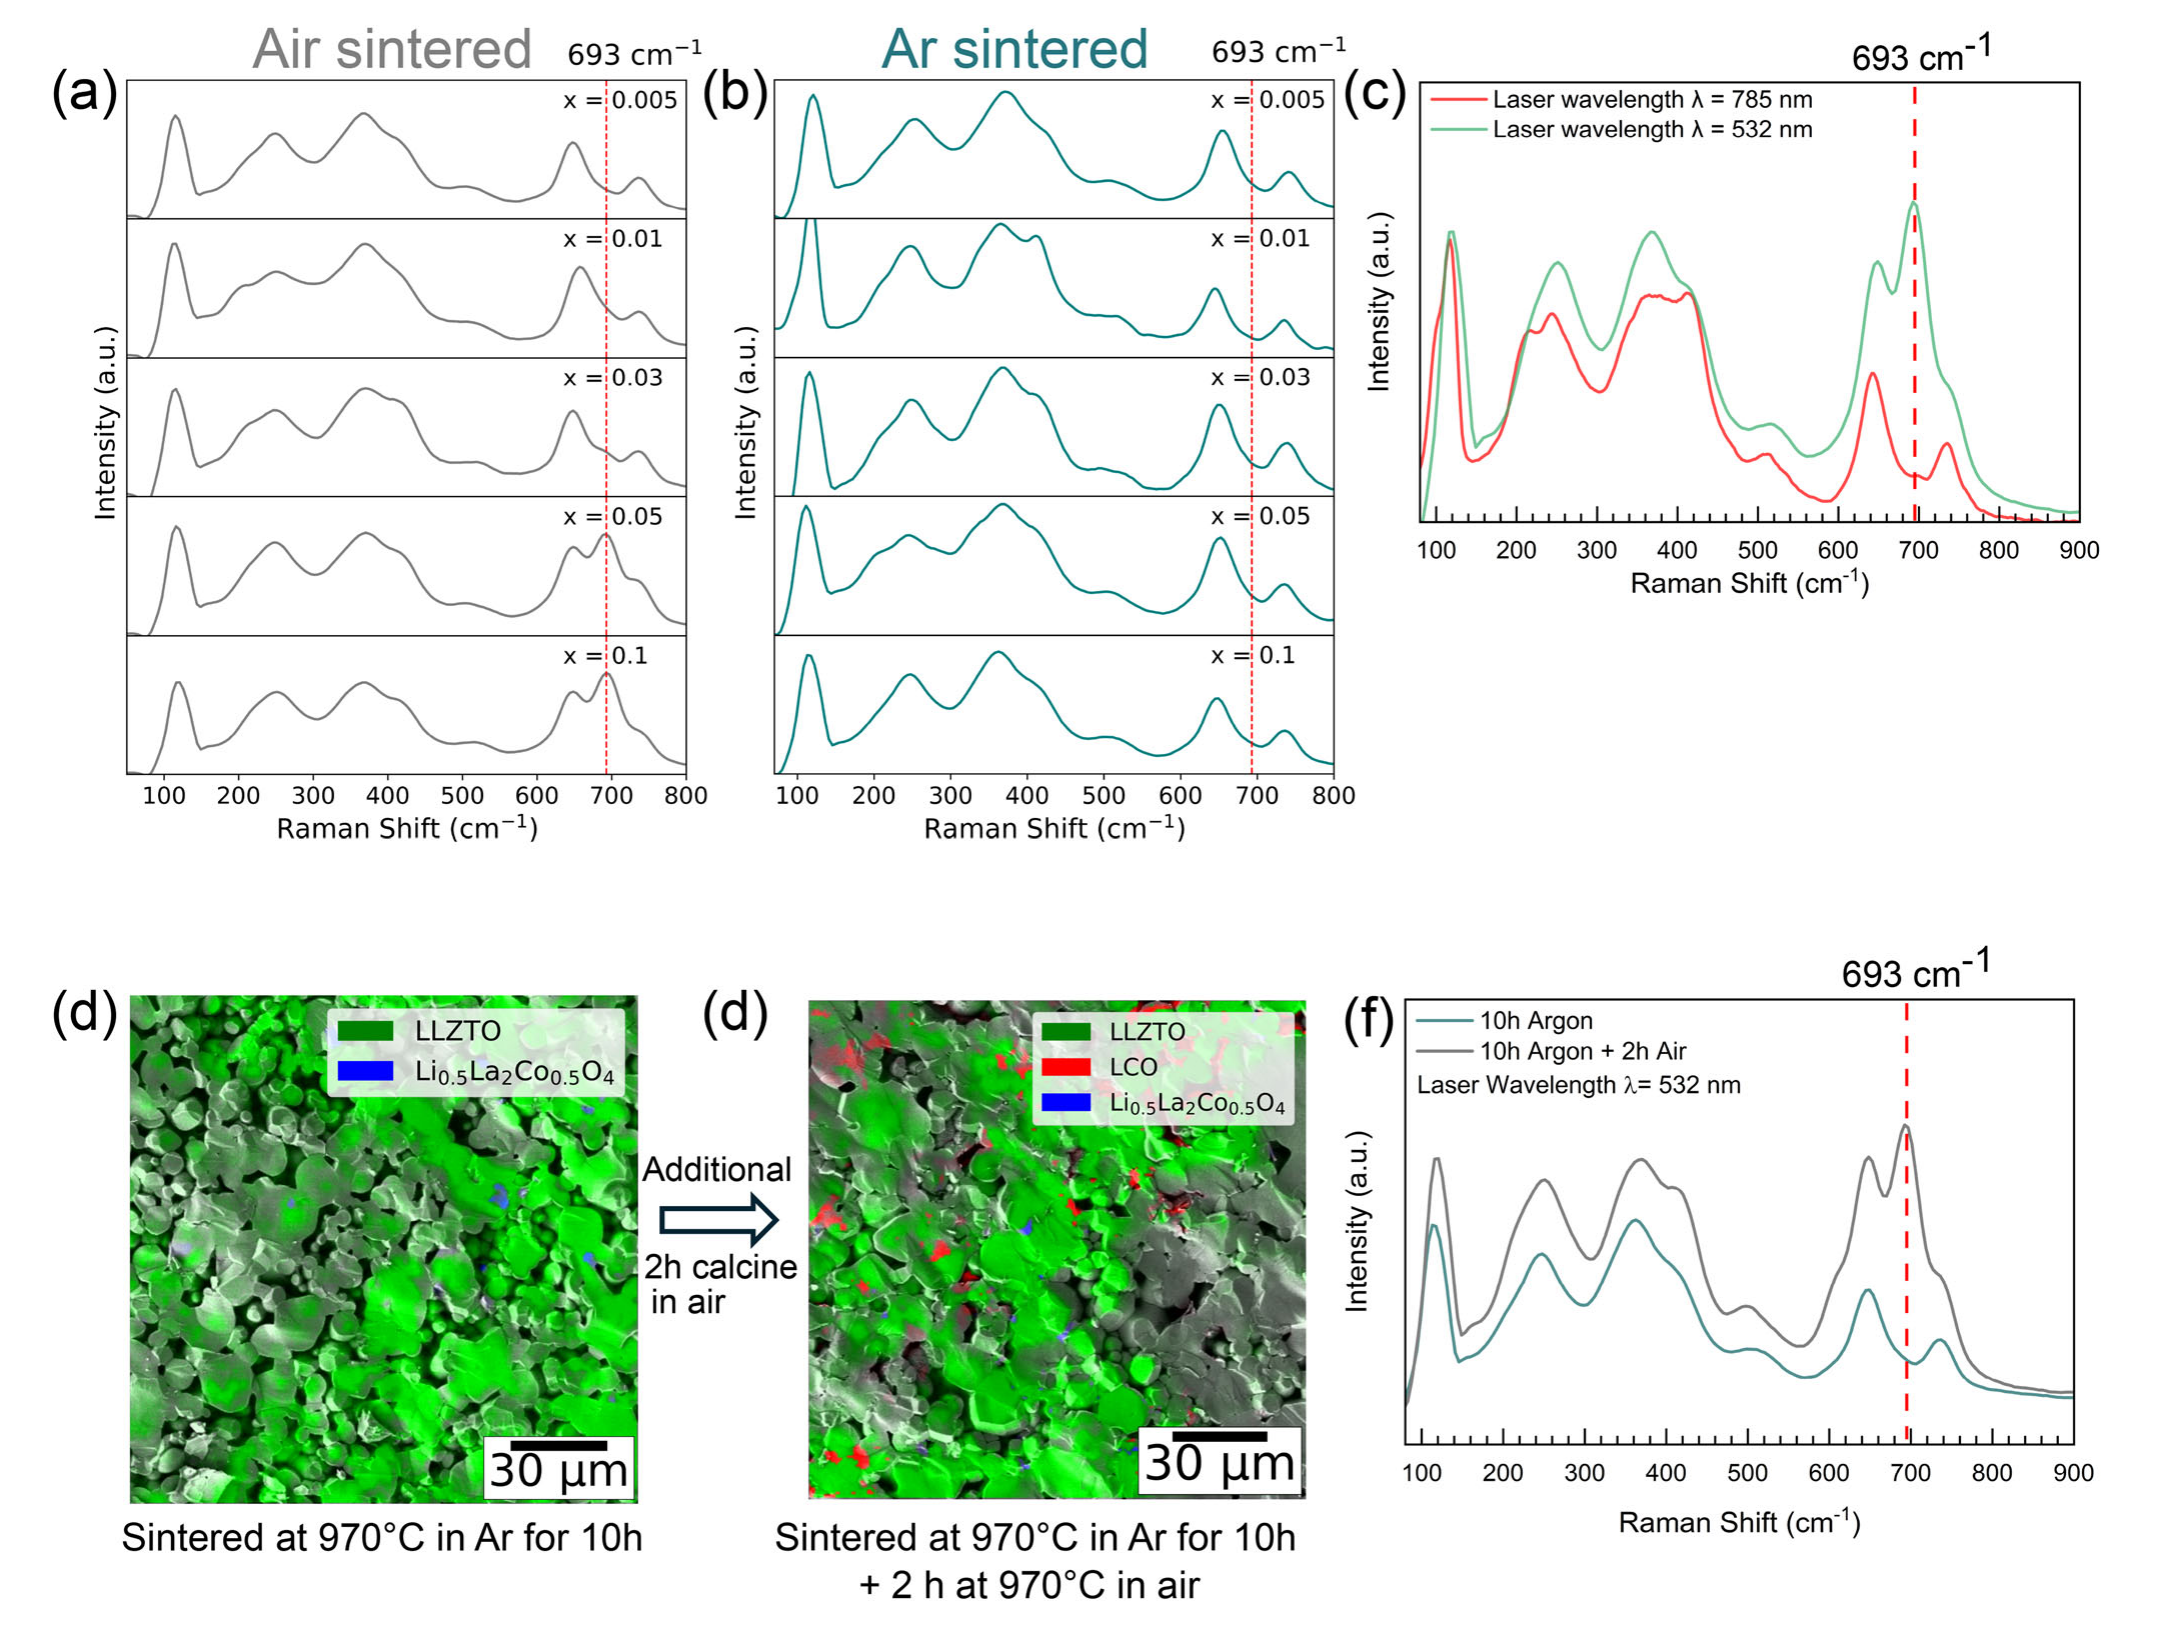 Air sintered
693 cm⁻¹
(a)
x = 0.005
x = 0.01
x = 0.03
x = 0.05
x = 0.1
Intensity (a.u.)
100 200 300 400 500 600 700 800
Raman Shift (cm⁻¹)
Ar sintered
693 cm⁻¹
(b)
x = 0.005
x = 0.01
x = 0.03
x = 0.05
x = 0.1
Intensity (a.u.)
100 200 300 400 500 600 700 800
Raman Shift (cm⁻¹)
693 cm⁻¹
(c)
Laser wavelength λ = 785 nm
Laser wavelength λ = 532 nm
Intensity (a.u.)
100 200 300 400 500 600 700 800 900
Raman Shift (cm⁻¹)
(d)
LLZTO
Li₀.₅La₂Co₀.₅O₄
30 μm
Sintered at 970°C in Ar for 10h
Additional
2h calcine
in air
(d)
LLZTO
LCO
Li₀.₅La₂Co₀.₅O₄
30 μm
Sintered at 970°C in Ar for 10h
+ 2 h at 970°C in air
693 cm⁻¹
(f)
10h Argon
10h Argon + 2h Air
Laser Wavelength λ= 532 nm
Intensity (a.u.)
100 200 300 400 500 600 700 800 900
Raman Shift (cm⁻¹)